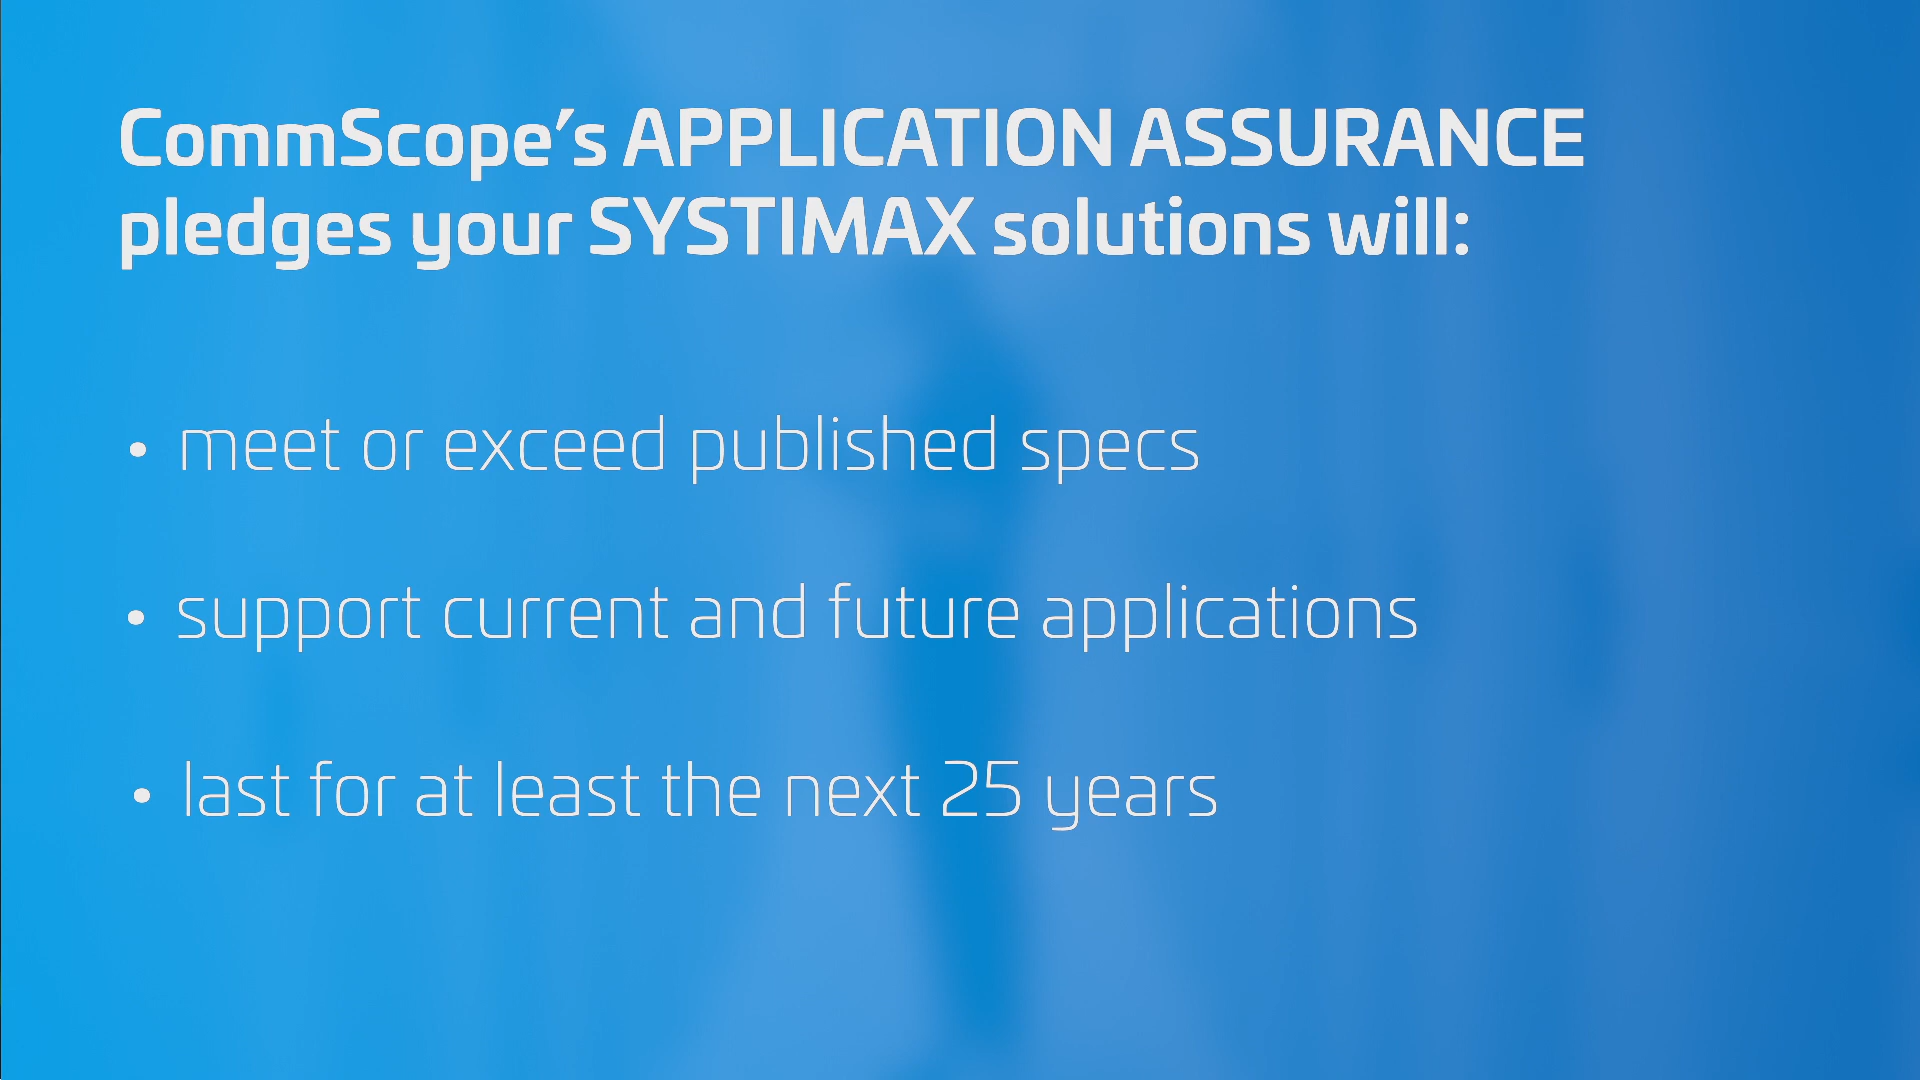 CommScope’s APPLICATION ASSURANCE
pledges your SYSTIMAX solutions will:
• meet or exceed published specs
• support current and future applications
• last for at least the next 25 years